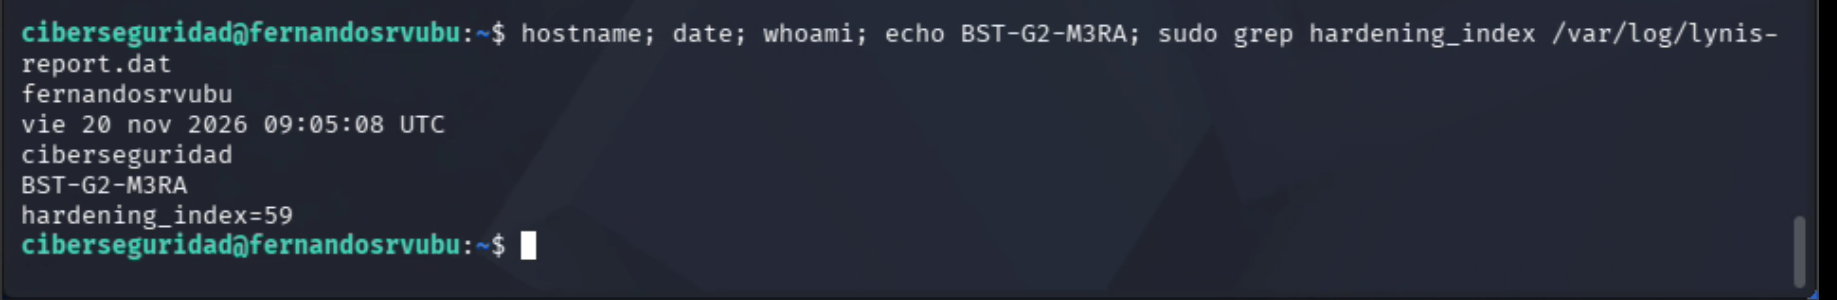 ciberseguridad@fernandosrvubu:~$ hostname; date; whoami; echo BST-G2-M3RA; sudo grep hardening_index /var/log/lynis-
report.dat
fernandosrvubu
vie 20 nov 2026 09:05:08 UTC
ciberseguridad
BST-G2-M3RA
hardening_index=59
ciberseguridad@fernandosrvubu:~$